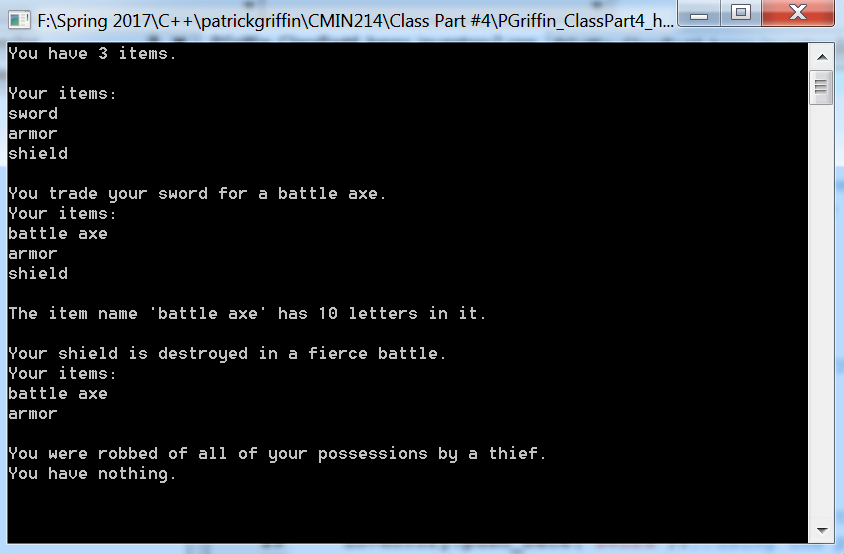 F:\Spring 2017\C++\patrickgriffin\CMIN214\Class Part #4\PGriffin_ClassPart4_h...
You have 3 items.
Your items:
sword
armor
shield
You trade your sword for a battle axe.
Your items:
battle axe
armor
shield
The item name 'battle axe' has 10 letters in it.
Your shield is destroyed in a fierce battle.
Your items:
battle axe
armor
You were robbed of all of your possessions by a thief.
You have nothing.